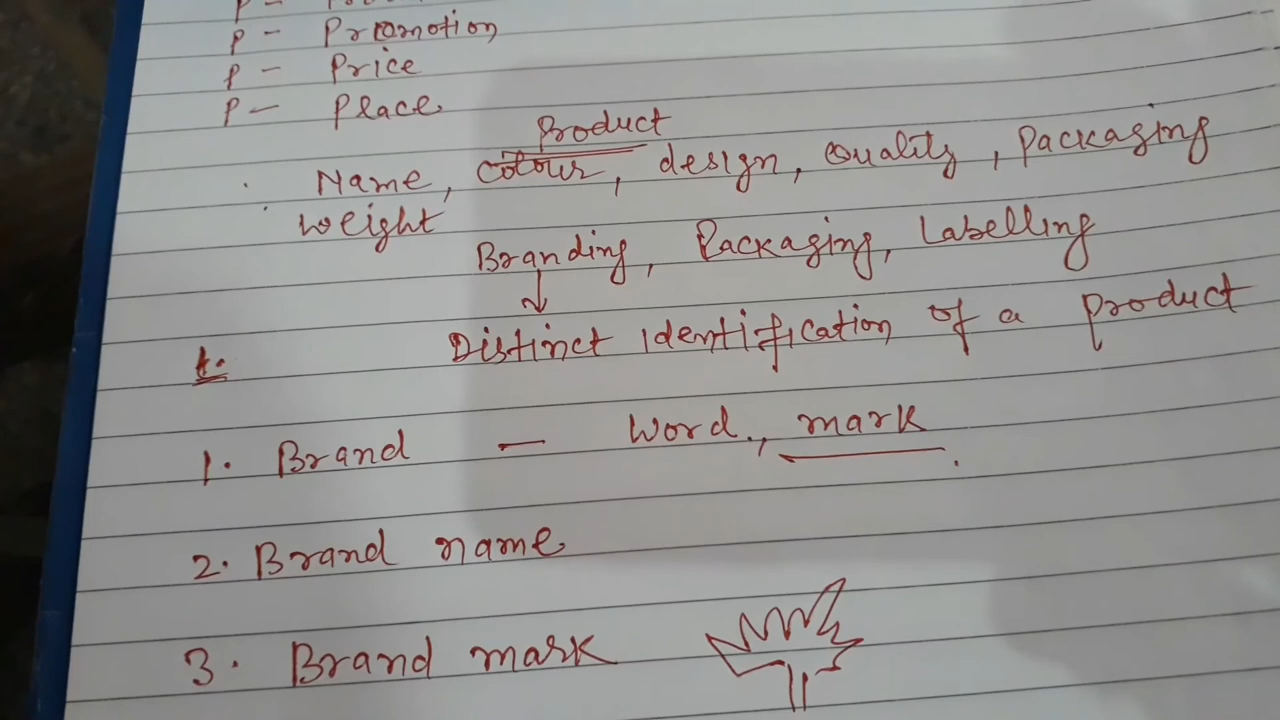 P - Promotion
P - Price
P - Place
Product
Name, colour, design, Quality, Packaging
weight
Branding, Packaging, Labelling
Distinct Identification of a Product
1. Brand - Word, mark.
2. Brand name
3. Brand mark